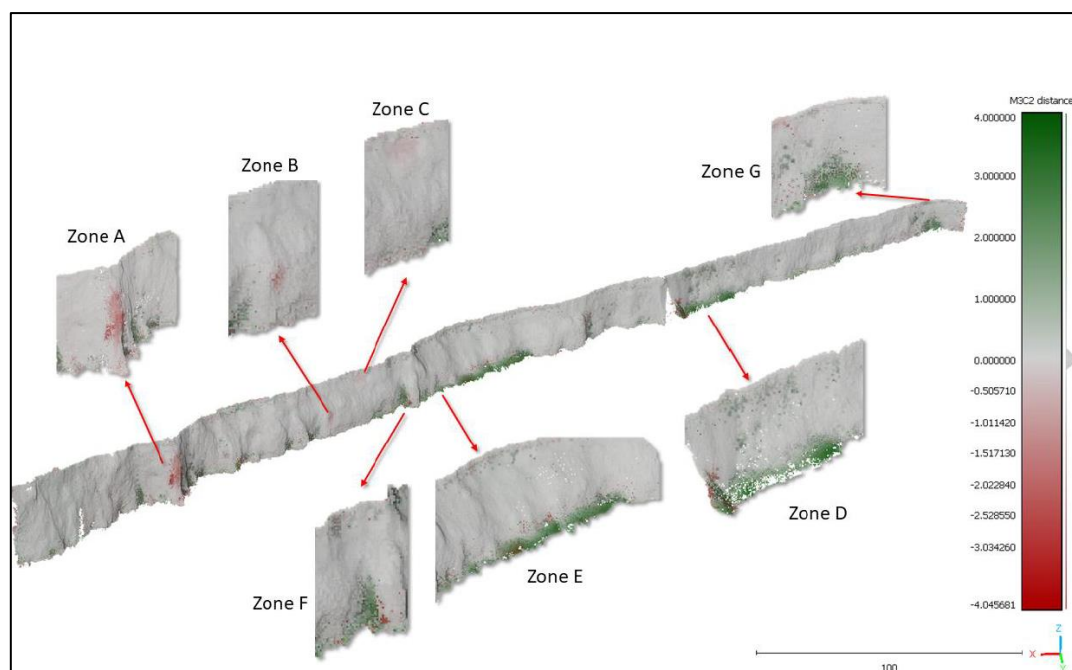 M3C2 distance
4.000000
3.000000
2.000000
1.000000
0.000000
-0.505710
-1.011420
-1.517130
-2.022840
-2.528550
-3.034260
-4.045681
Zone C
Zone B
Zone G
Zone A
Zone D
Zone E
Zone F
100
Z
X
Y